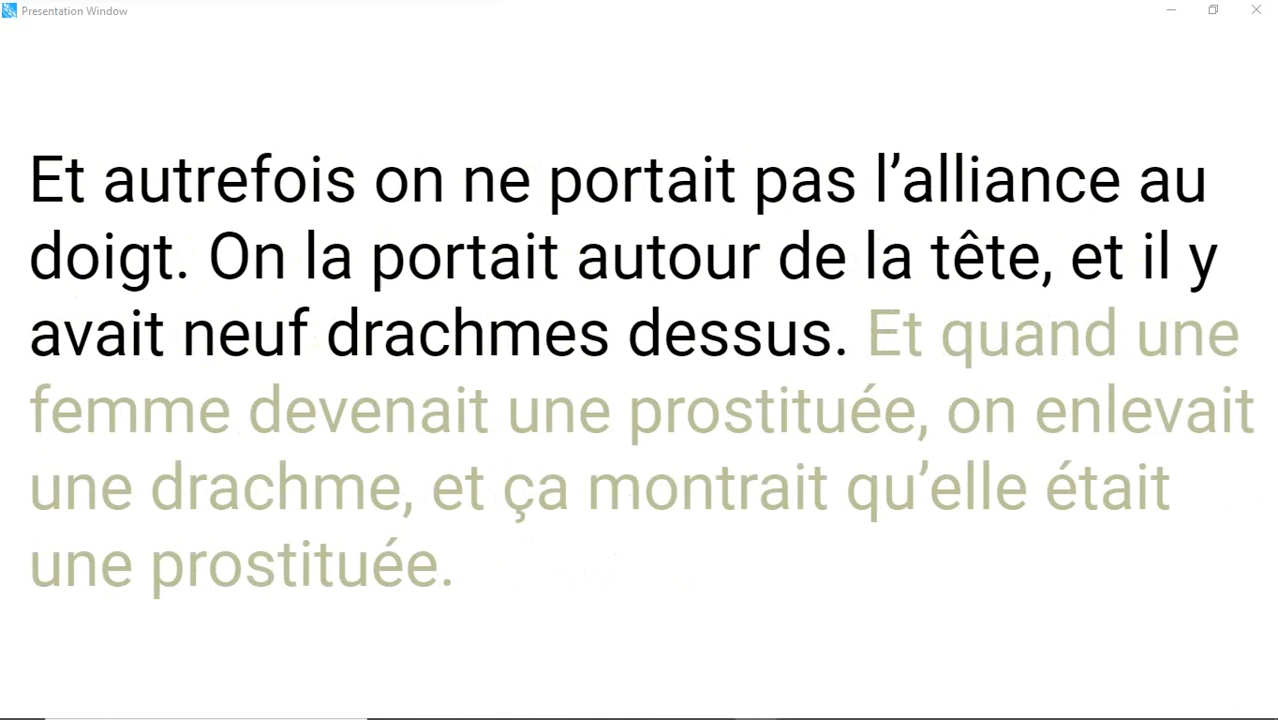 Presentation Window
Et autrefois on ne portait pas l’alliance au
doigt. On la portait autour de la tête, et il y
avait neuf drachmes dessus. Et quand une
femme devenait une prostituée, on enlevait
une drachme, et ça montrait qu’elle était
une prostituée.